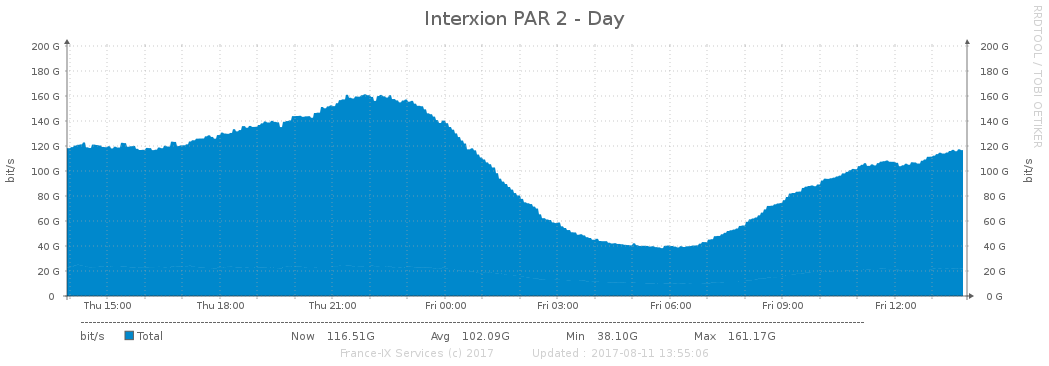 Interxion PAR 2 - Day
RRDTOOL / TOBI OETIKER
200 G 200 G
180 G 180 G
160 G 160 G
140 G 140 G
120 G 120 G
100 G 100 G
80 G 80 G
60 G 60 G
40 G 40 G
20 G 20 G
0 0 G
bit/s bit/s
Thu 15:00 Thu 18:00 Thu 21:00 Fri 00:00 Fri 03:00 Fri 06:00 Fri 09:00 Fri 12:00
bit/s Total Now 116.51G Avg 102.09G Min 38.10G Max 161.17G
France-IX Services (c) 2017 Updated : 2017-08-11 13:55:06